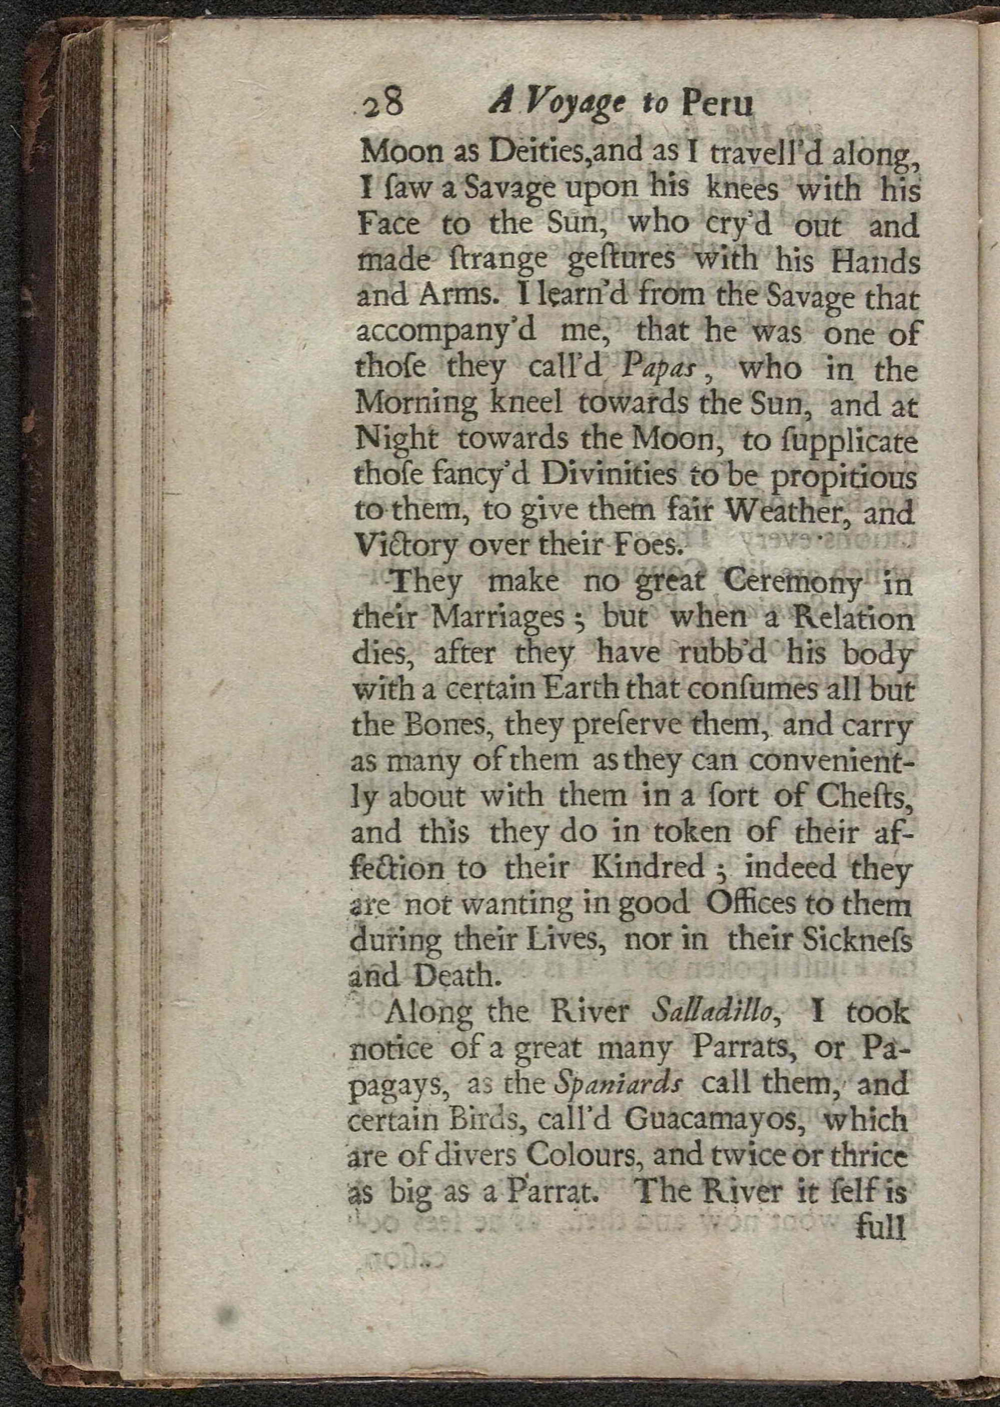 28 A Voyage to Peru
Moon as Deities,and as I travell'd along,
I ſaw a Savage upon his knees with his
Face to the Sun, who cry'd out and
made ſtrange geſtures with his Hands
and Arms. I learn'd from the Savage that
accompany'd me, that he was one of
thoſe they call'd Papas, who in the
Morning kneel towards the Sun, and at
Night towards the Moon, to ſupplicate
thoſe fancy'd Divinities to be propitious
to them, to give them fair Weather, and
Victory over their Foes.
They make no great Ceremony in
their Marriages; but when a Relation
dies, after they have rubb'd his body
with a certain Earth that conſumes all but
the Bones, they preſerve them, and carry
as many of them as they can convenient-
ly about with them in a ſort of Cheſts,
and this they do in token of their af-
fection to their Kindred; indeed they
are not wanting in good Offices to them
during their Lives, nor in their Sickneſs
and Death.
Along the River Salladillo, I took
notice of a great many Parrats, or Pa-
pagays, as the Spaniards call them, and
certain Birds, call'd Guacamayos, which
are of divers Colours, and twice or thrice
as big as a Parrat. The River it ſelf is
full